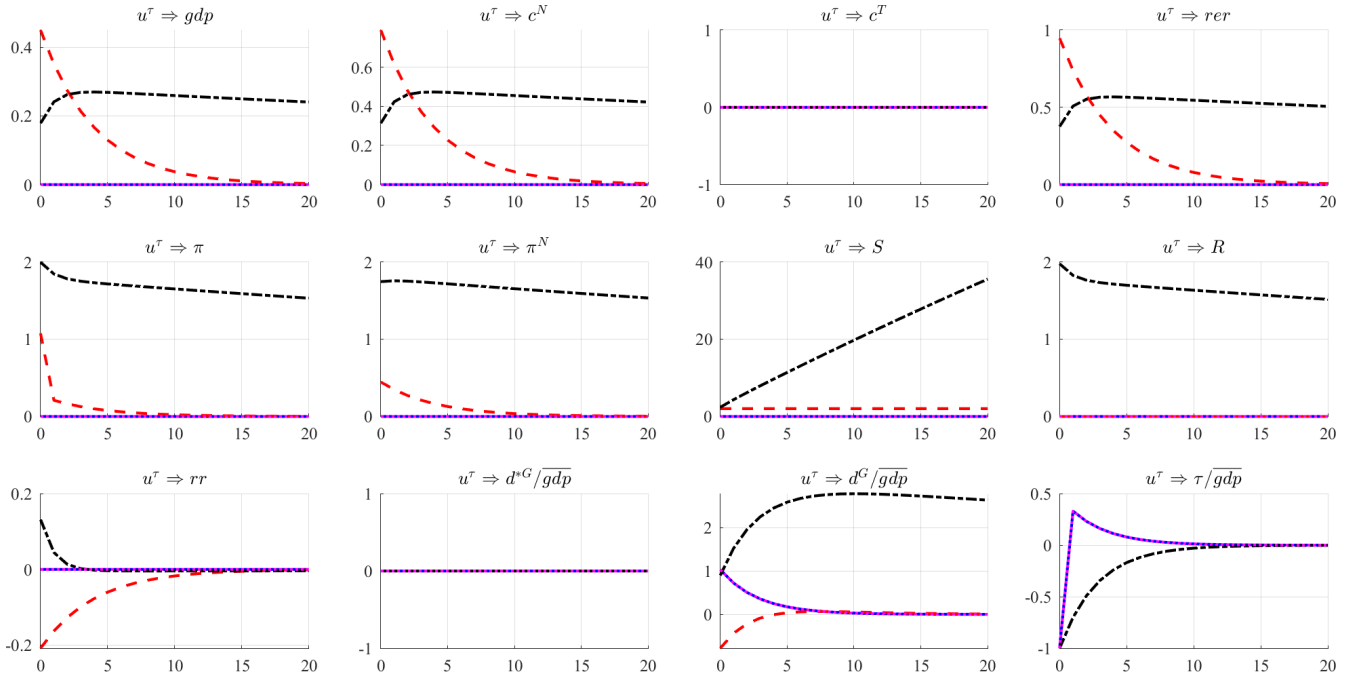 u^τ ⇒ gdp
0.4
0.2
0
0 5 10 15 20
u^τ ⇒ c^N
0.6
0.4
0.2
0
0 5 10 15 20
u^τ ⇒ c^T
1
0
-1
0 5 10 15 20
u^τ ⇒ rer
1
0.5
0
0 5 10 15 20
u^τ ⇒ π
2
1
0
0 5 10 15 20
u^τ ⇒ π^N
2
1
0
0 5 10 15 20
u^τ ⇒ S
40
20
0
0 5 10 15 20
u^τ ⇒ R
2
1
0
0 5 10 15 20
u^τ ⇒ rr
0.2
0
-0.2
0 5 10 15 20
u^τ ⇒ d^{*G}/\overline{gdp}
1
0
-1
0 5 10 15 20
u^τ ⇒ d^G/\overline{gdp}
2
1
0
0 5 10 15 20
u^τ ⇒ τ/\overline{gdp}
0.5
0
-0.5
-1
0 5 10 15 20